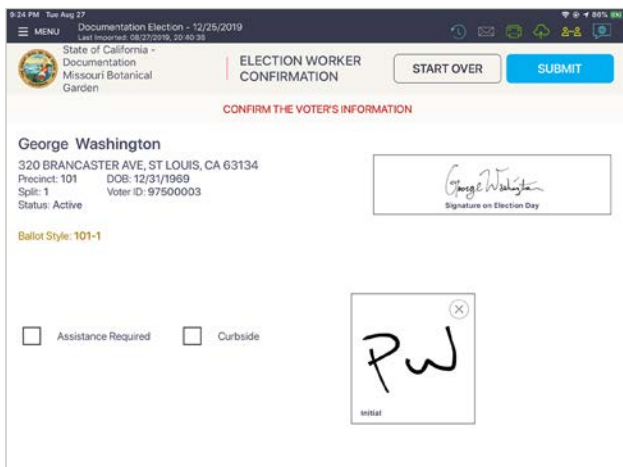 9:24 PM Tue Aug 27
86%
MENU
Documentation Election - 12/25/2019
Last Imported: 08/27/2019, 20:40:36
State of California -
Documentation
Missouri Botanical
Garden
ELECTION WORKER
CONFIRMATION
START OVER
SUBMIT
CONFIRM THE VOTER'S INFORMATION
George Washington
320 BRANCASTER AVE, ST LOUIS, CA 63134
Precinct: 101 DOB: 12/31/1969
Split: 1 Voter ID: 97500003
Status: Active
George Washington
Signature on Election Day
Ballot Style: 101-1
Assistance Required
Curbside
PW
Initial